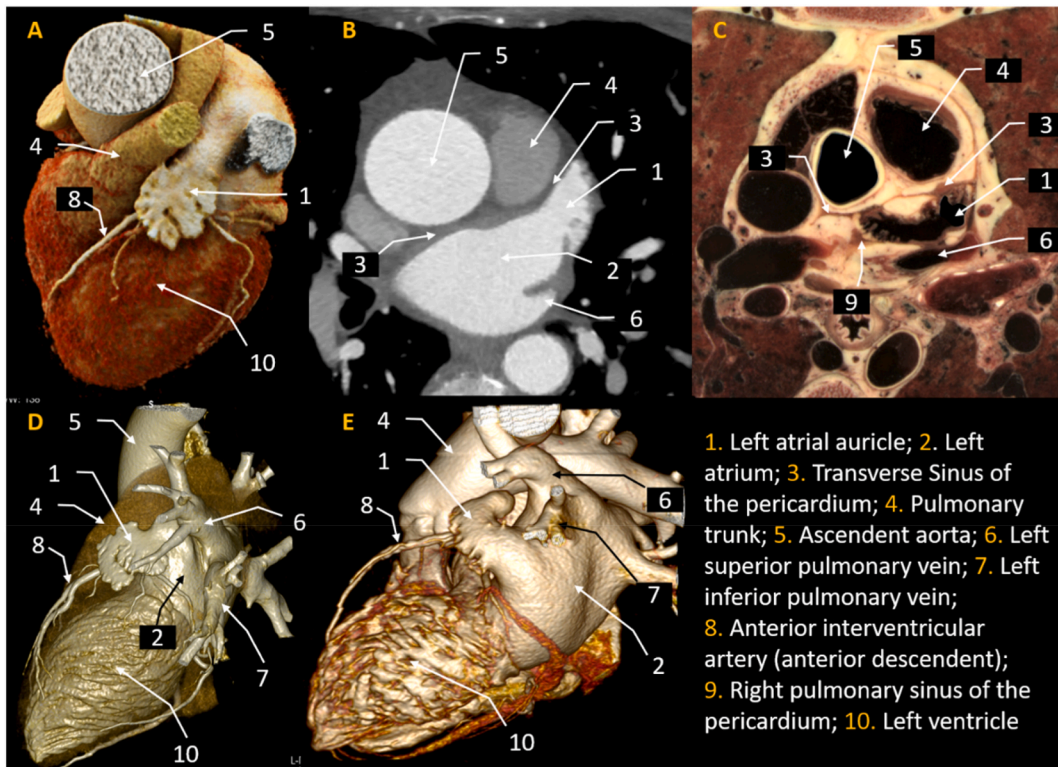 A
5
4
8
1
10
B
5
4
3
1
3
2
6
C
5
4
3
3
1
6
9
D
S
5
1
4
6
8
2
7
10
L-I
E
4
1
6
8
7
2
10
1. Left atrial auricle; 2. Left
atrium; 3. Transverse Sinus of
the pericardium; 4. Pulmonary
trunk; 5. Ascendent aorta; 6. Left
superior pulmonary vein; 7. Left
inferior pulmonary vein;
8. Anterior interventricular
artery (anterior descendent);
9. Right pulmonary sinus of the
pericardium; 10. Left ventricle